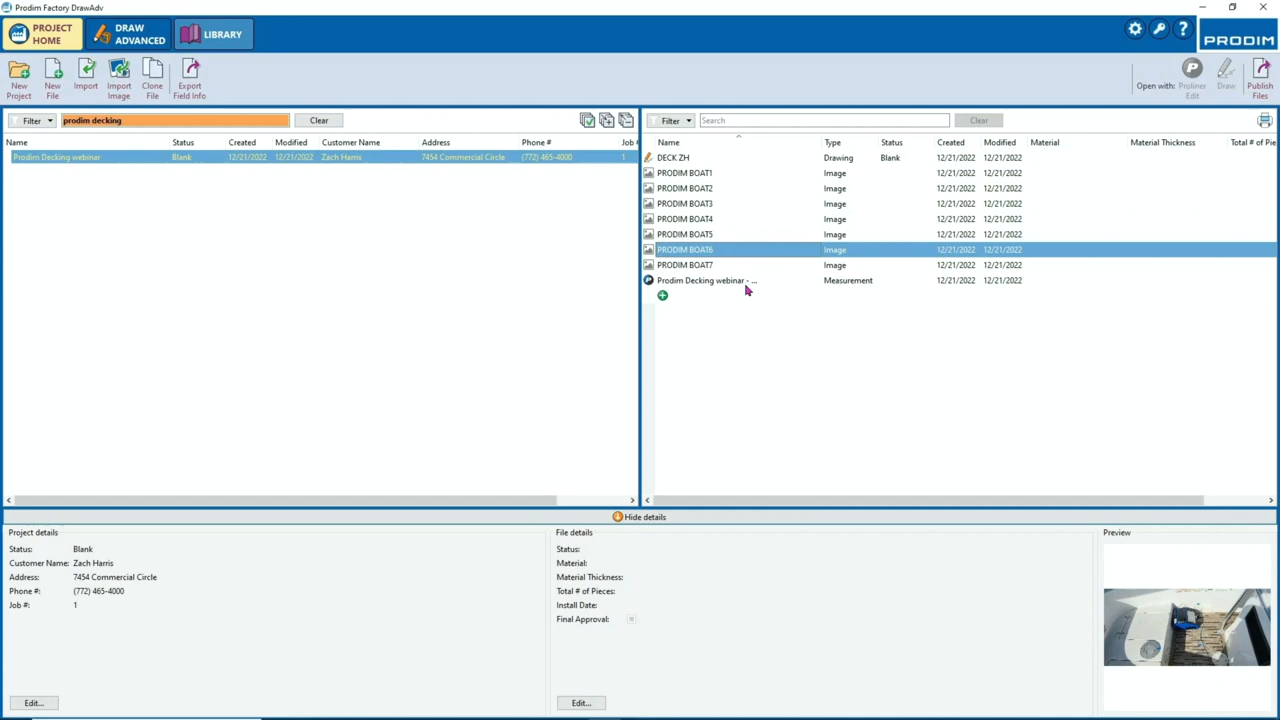 Prodim Factory DrawAdv
PROJECT HOME
DRAW ADVANCED
LIBRARY
PRODIM
New Project
New File
Import
Import Image
Clone File
Export Field Info
Open with:
Proliner Edit
Draw
Publish Files
Filter
prodim decking
Clear
Filter
Search
Clear
Name Status Created Modified Customer Name Address Phone # Job #
Prodim Decking webinar Blank 12/21/2022 12/21/2022 Zach Harris 7454 Commercial Circle (772) 465-4000 1
Name Type Status Created Modified Material Material Thickness Total # of Pie
DECK ZH Drawing Blank 12/21/2022 12/21/2022
PRODIM BOAT1 Image 12/21/2022 12/21/2022
PRODIM BOAT2 Image 12/21/2022 12/21/2022
PRODIM BOAT3 Image 12/21/2022 12/21/2022
PRODIM BOAT4 Image 12/21/2022 12/21/2022
PRODIM BOAT5 Image 12/21/2022 12/21/2022
PRODIM BOAT6 Image 12/21/2022 12/21/2022
PRODIM BOAT7 Image 12/21/2022 12/21/2022
Prodim Decking webinar - ... Measurement 12/21/2022 12/21/2022
Hide details
Project details
Status: Blank
Customer Name: Zach Harris
Address: 7454 Commercial Circle
Phone #: (772) 465-4000
Job #: 1
Edit...
File details
Status:
Material:
Material Thickness:
Total # of Pieces:
Install Date:
Final Approval:
Edit...
Preview